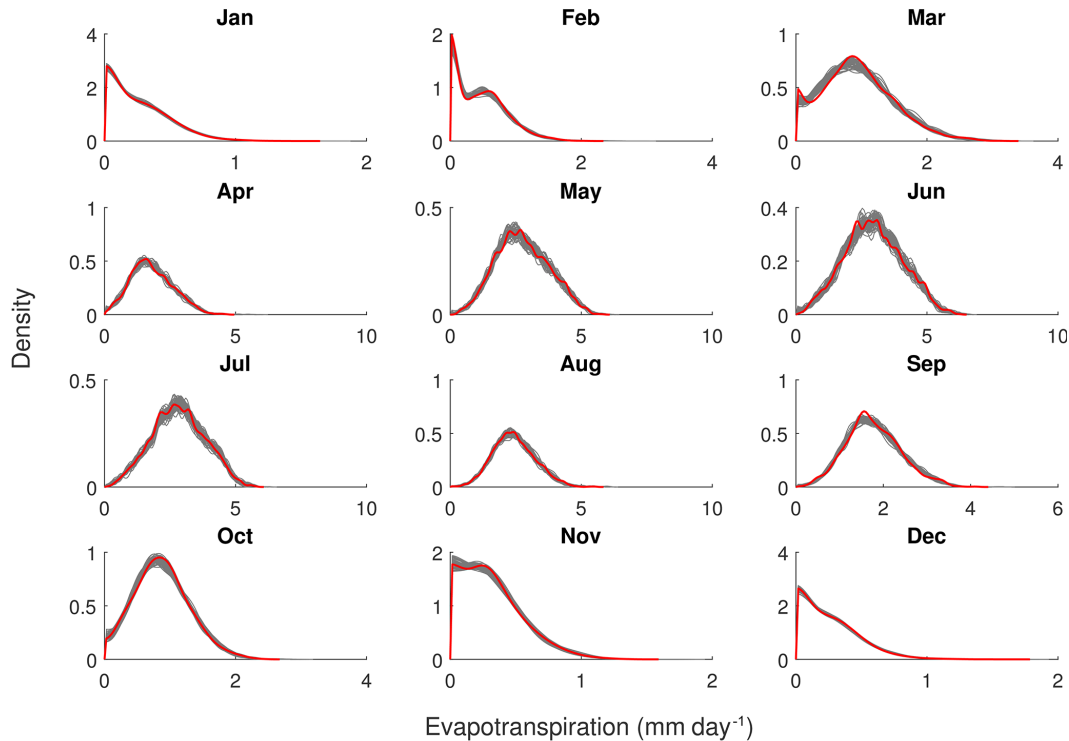 Jan Feb Mar
4 2 1
2 1 0.5
0 0 0
0 1 2 0 2 4 0 2 4
Apr May Jun
1 0.5 0.4
0.5 0.2
0 0 0
0 5 10 0 5 10 0 5 10
Density
Jul Aug Sep
0.5 1 1
0.5 0.5
0 0 0
0 5 10 0 5 10 0 2 4 6
Oct Nov Dec
1 2 4
0.5 1 2
0 0 0
0 2 4 0 1 2 0 1 2
Evapotranspiration (mm day⁻¹)